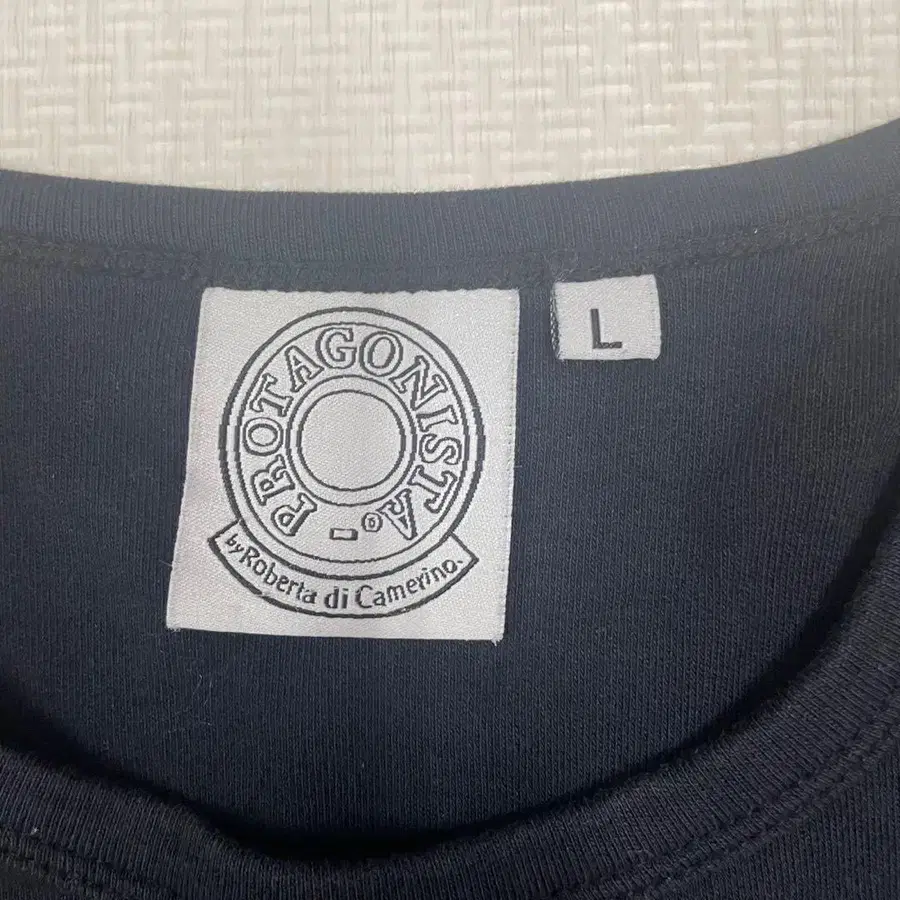 PROTAGONISTA®
by Roberta di Camerino.
L